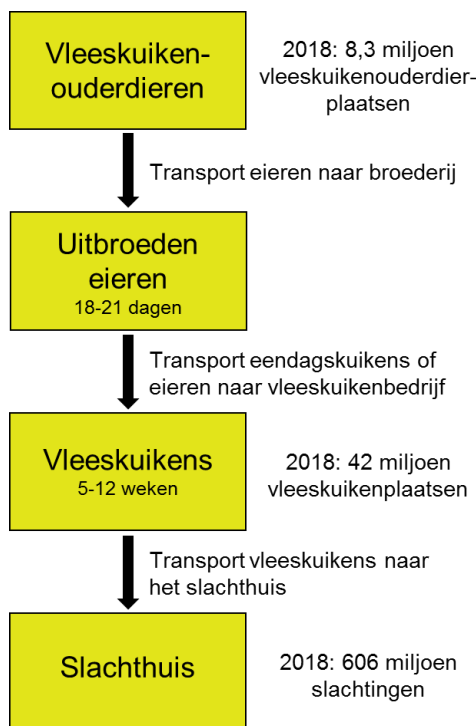 Vleeskuiken-
ouderdieren
2018: 8,3 miljoen
vleeskuikenouderdier-
plaatsen
Transport eieren naar broederij
Uitbroeden
eieren
18-21 dagen
Transport eendagskuikens of
eieren naar vleeskuikenbedrijf
Vleeskuikens
5-12 weken
2018: 42 miljoen
vleeskuikenplaatsen
Transport vleeskuikens naar
het slachthuis
Slachthuis
2018: 606 miljoen
slachtingen